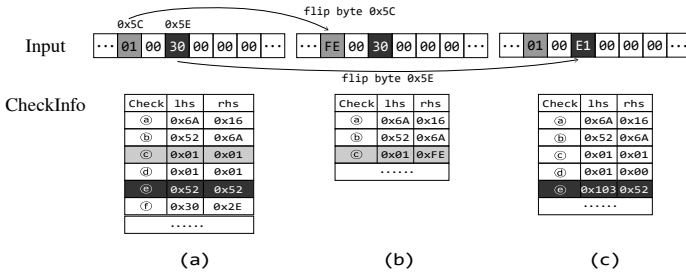 flip byte 0x5C
0x5C 0x5E
Input ··· 01 00 30 00 00 00 ··· ··· FE 00 30 00 00 00 ··· ··· 01 00 E1 00 00 00 ···
flip byte 0x5E
CheckInfo
Check lhs rhs
ⓐ 0x6A 0x16
ⓑ 0x52 0x6A
ⓒ 0x01 0x01
ⓓ 0x01 0x01
ⓔ 0x52 0x52
ⓕ 0x30 0x2E
······
Check lhs rhs
ⓐ 0x6A 0x16
ⓑ 0x52 0x6A
ⓒ 0x01 0xFE
······
Check lhs rhs
ⓐ 0x6A 0x16
ⓑ 0x52 0x6A
ⓒ 0x01 0x01
ⓓ 0x01 0x00
ⓔ 0x103 0x52
······
(a) (b) (c)